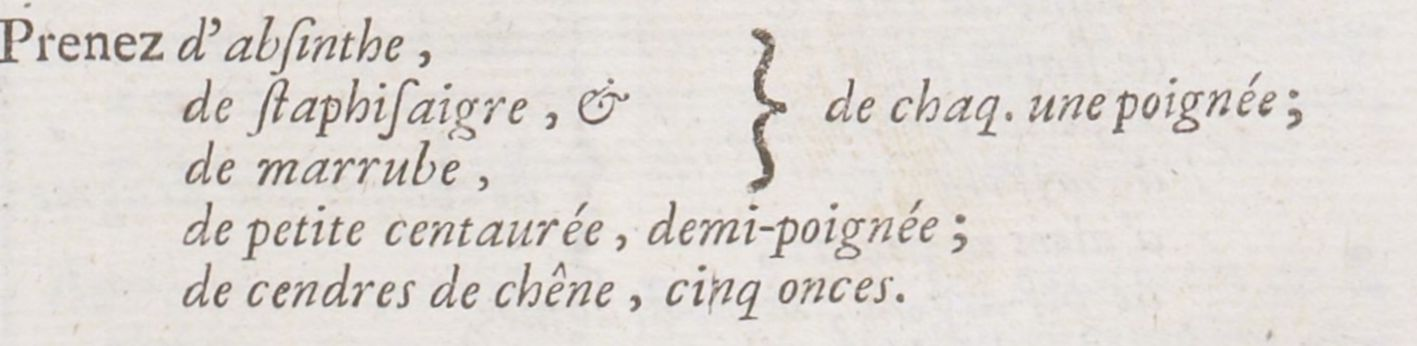 Prenez d'abſinthe,
de ſtaphiſaigre, &
de marrube,
} de chaq. une poignée;
de petite centaurée, demi-poignée;
de cendres de chêne, cinq onces.